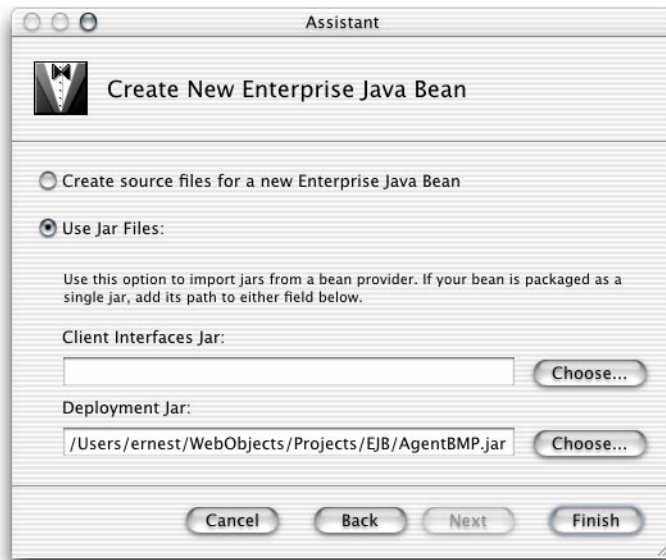 Assistant
Create New Enterprise Java Bean
Create source files for a new Enterprise Java Bean
Use Jar Files:
Use this option to import jars from a bean provider. If your bean is packaged as a
single jar, add its path to either field below.
Client Interfaces Jar:
Choose...
Deployment Jar:
/Users/ernest/WebObjects/Projects/EJB/AgentBMP.jar Choose...
Cancel Back Next Finish